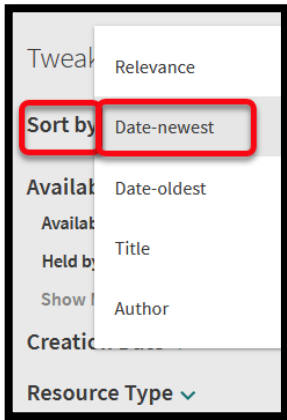 Tweak
Relevance
Sort by
Date-newest
Availab
Date-oldest
Availab
Title
Held by
Show
Author
Creatio
Resource Type